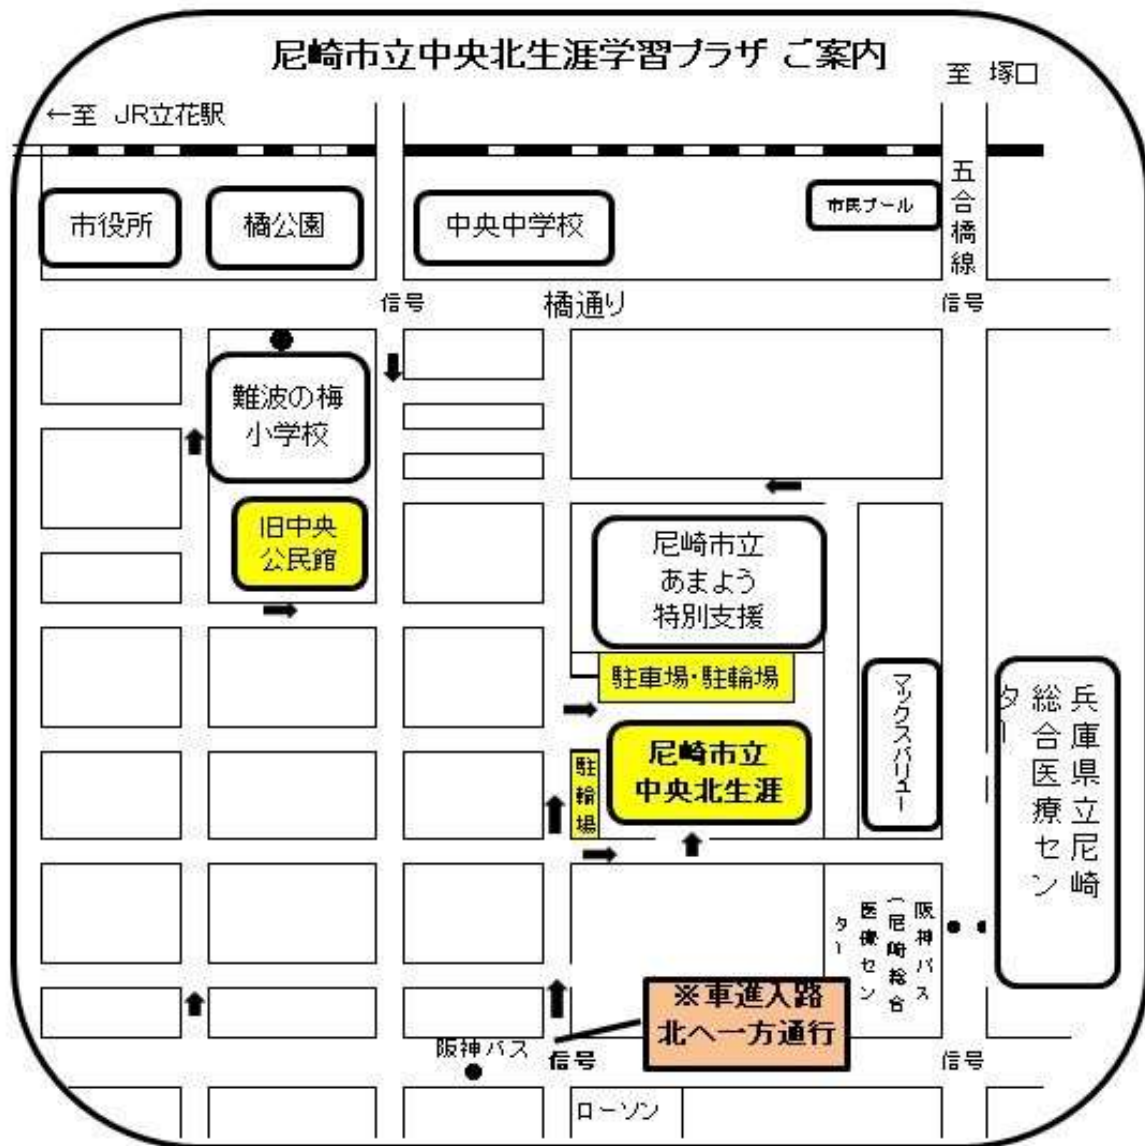 尼崎市立中央北生涯学習プラザ ご案内
至 塚口
←至 JR立花駅
五合橋線
市役所
橘公園
中央中学校
市民プール
信号
橘通り
信号
難波の梅
小学校
旧中央
公民館
尼崎市立
あまよう
特別支援
駐車場・駐輪場
マックスバリュー
兵庫県立尼崎
総合医療セン
ター
尼崎市立
中央北生涯
駐輪場
阪神バス
(尼崎総合
医療セン
ター
※車進入路
北へ一方通行
阪神バス
信号
信号
ローソン